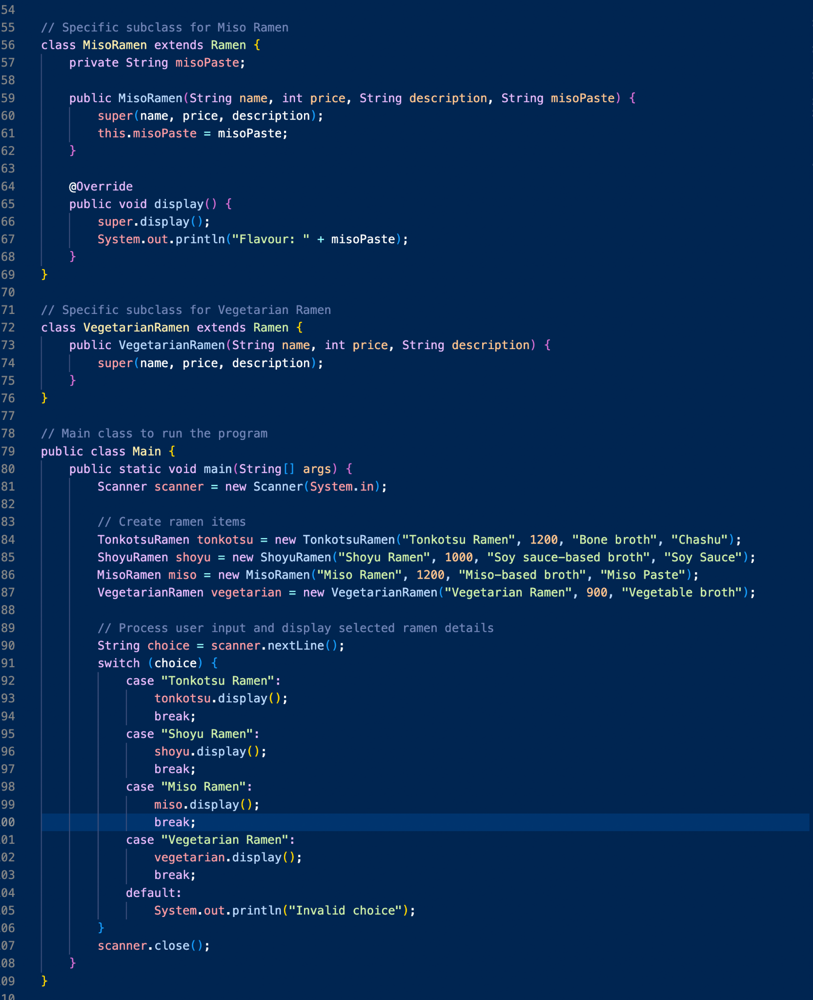 54
55 // Specific subclass for Miso Ramen
56 class MisoRamen extends Ramen {
57 private String misoPaste;
58
59 public MisoRamen(String name, int price, String description, String misoPaste) {
60 super(name, price, description);
61 this.misoPaste = misoPaste;
62 }
63
64 @Override
65 public void display() {
66 super.display();
67 System.out.println("Flavour: " + misoPaste);
68 }
69 }
70
71 // Specific subclass for Vegetarian Ramen
72 class VegetarianRamen extends Ramen {
73 public VegetarianRamen(String name, int price, String description) {
74 super(name, price, description);
75 }
76 }
77
78 // Main class to run the program
79 public class Main {
80 public static void main(String[] args) {
81 Scanner scanner = new Scanner(System.in);
82
83 // Create ramen items
84 TonkotsuRamen tonkotsu = new TonkotsuRamen("Tonkotsu Ramen", 1200, "Bone broth", "Chashu");
85 ShoyuRamen shoyu = new ShoyuRamen("Shoyu Ramen", 1000, "Soy sauce-based broth", "Soy Sauce");
86 MisoRamen miso = new MisoRamen("Miso Ramen", 1200, "Miso-based broth", "Miso Paste");
87 VegetarianRamen vegetarian = new VegetarianRamen("Vegetarian Ramen", 900, "Vegetable broth");
88
89 // Process user input and display selected ramen details
90 String choice = scanner.nextLine();
91 switch (choice) {
92 case "Tonkotsu Ramen":
93 tonkotsu.display();
94 break;
95 case "Shoyu Ramen":
96 shoyu.display();
97 break;
98 case "Miso Ramen":
99 miso.display();
00 break;
01 case "Vegetarian Ramen":
02 vegetarian.display();
03 break;
04 default:
05 System.out.println("Invalid choice");
06 }
07 scanner.close();
08 }
09 }
10